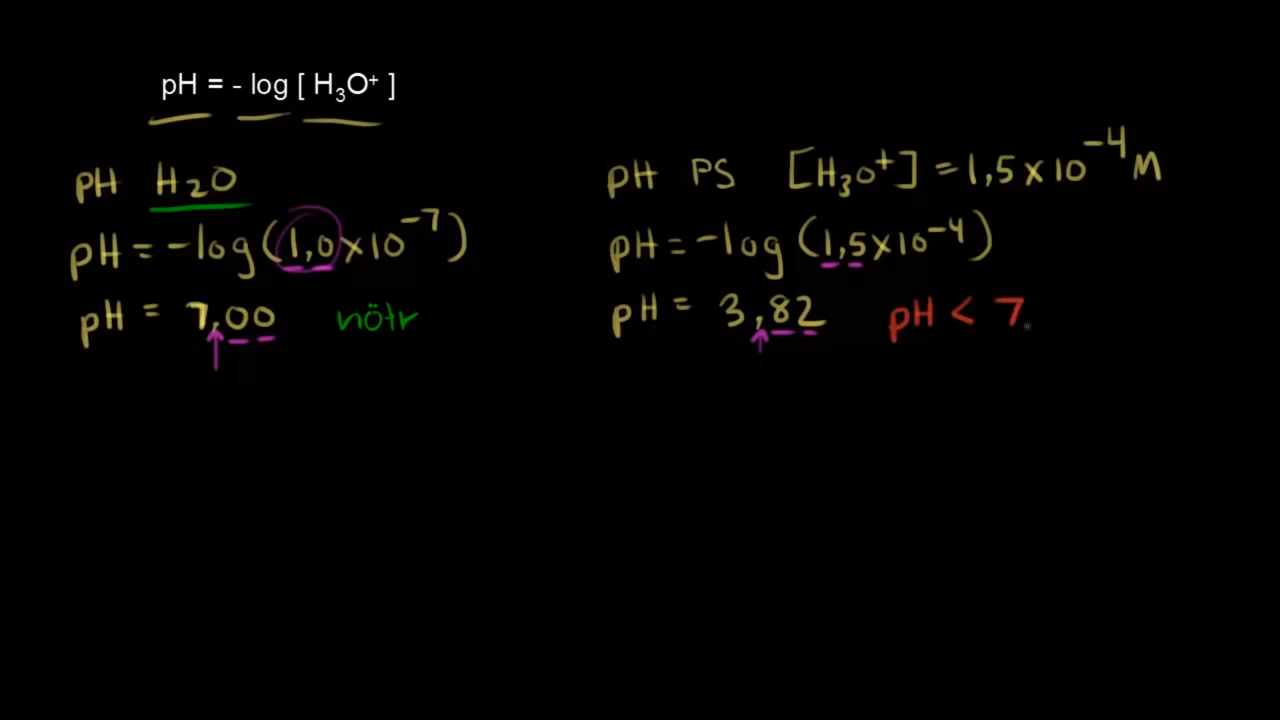 pH = - log [ H₃O⁺ ]
pH H₂O
pH = -log (1,0 x 10⁻⁷)
pH = 7,00 nötr
pH PS [H₃O⁺] = 1,5 x 10⁻⁴ M
pH = -log (1,5 x 10⁻⁴)
pH = 3,82 pH < 7